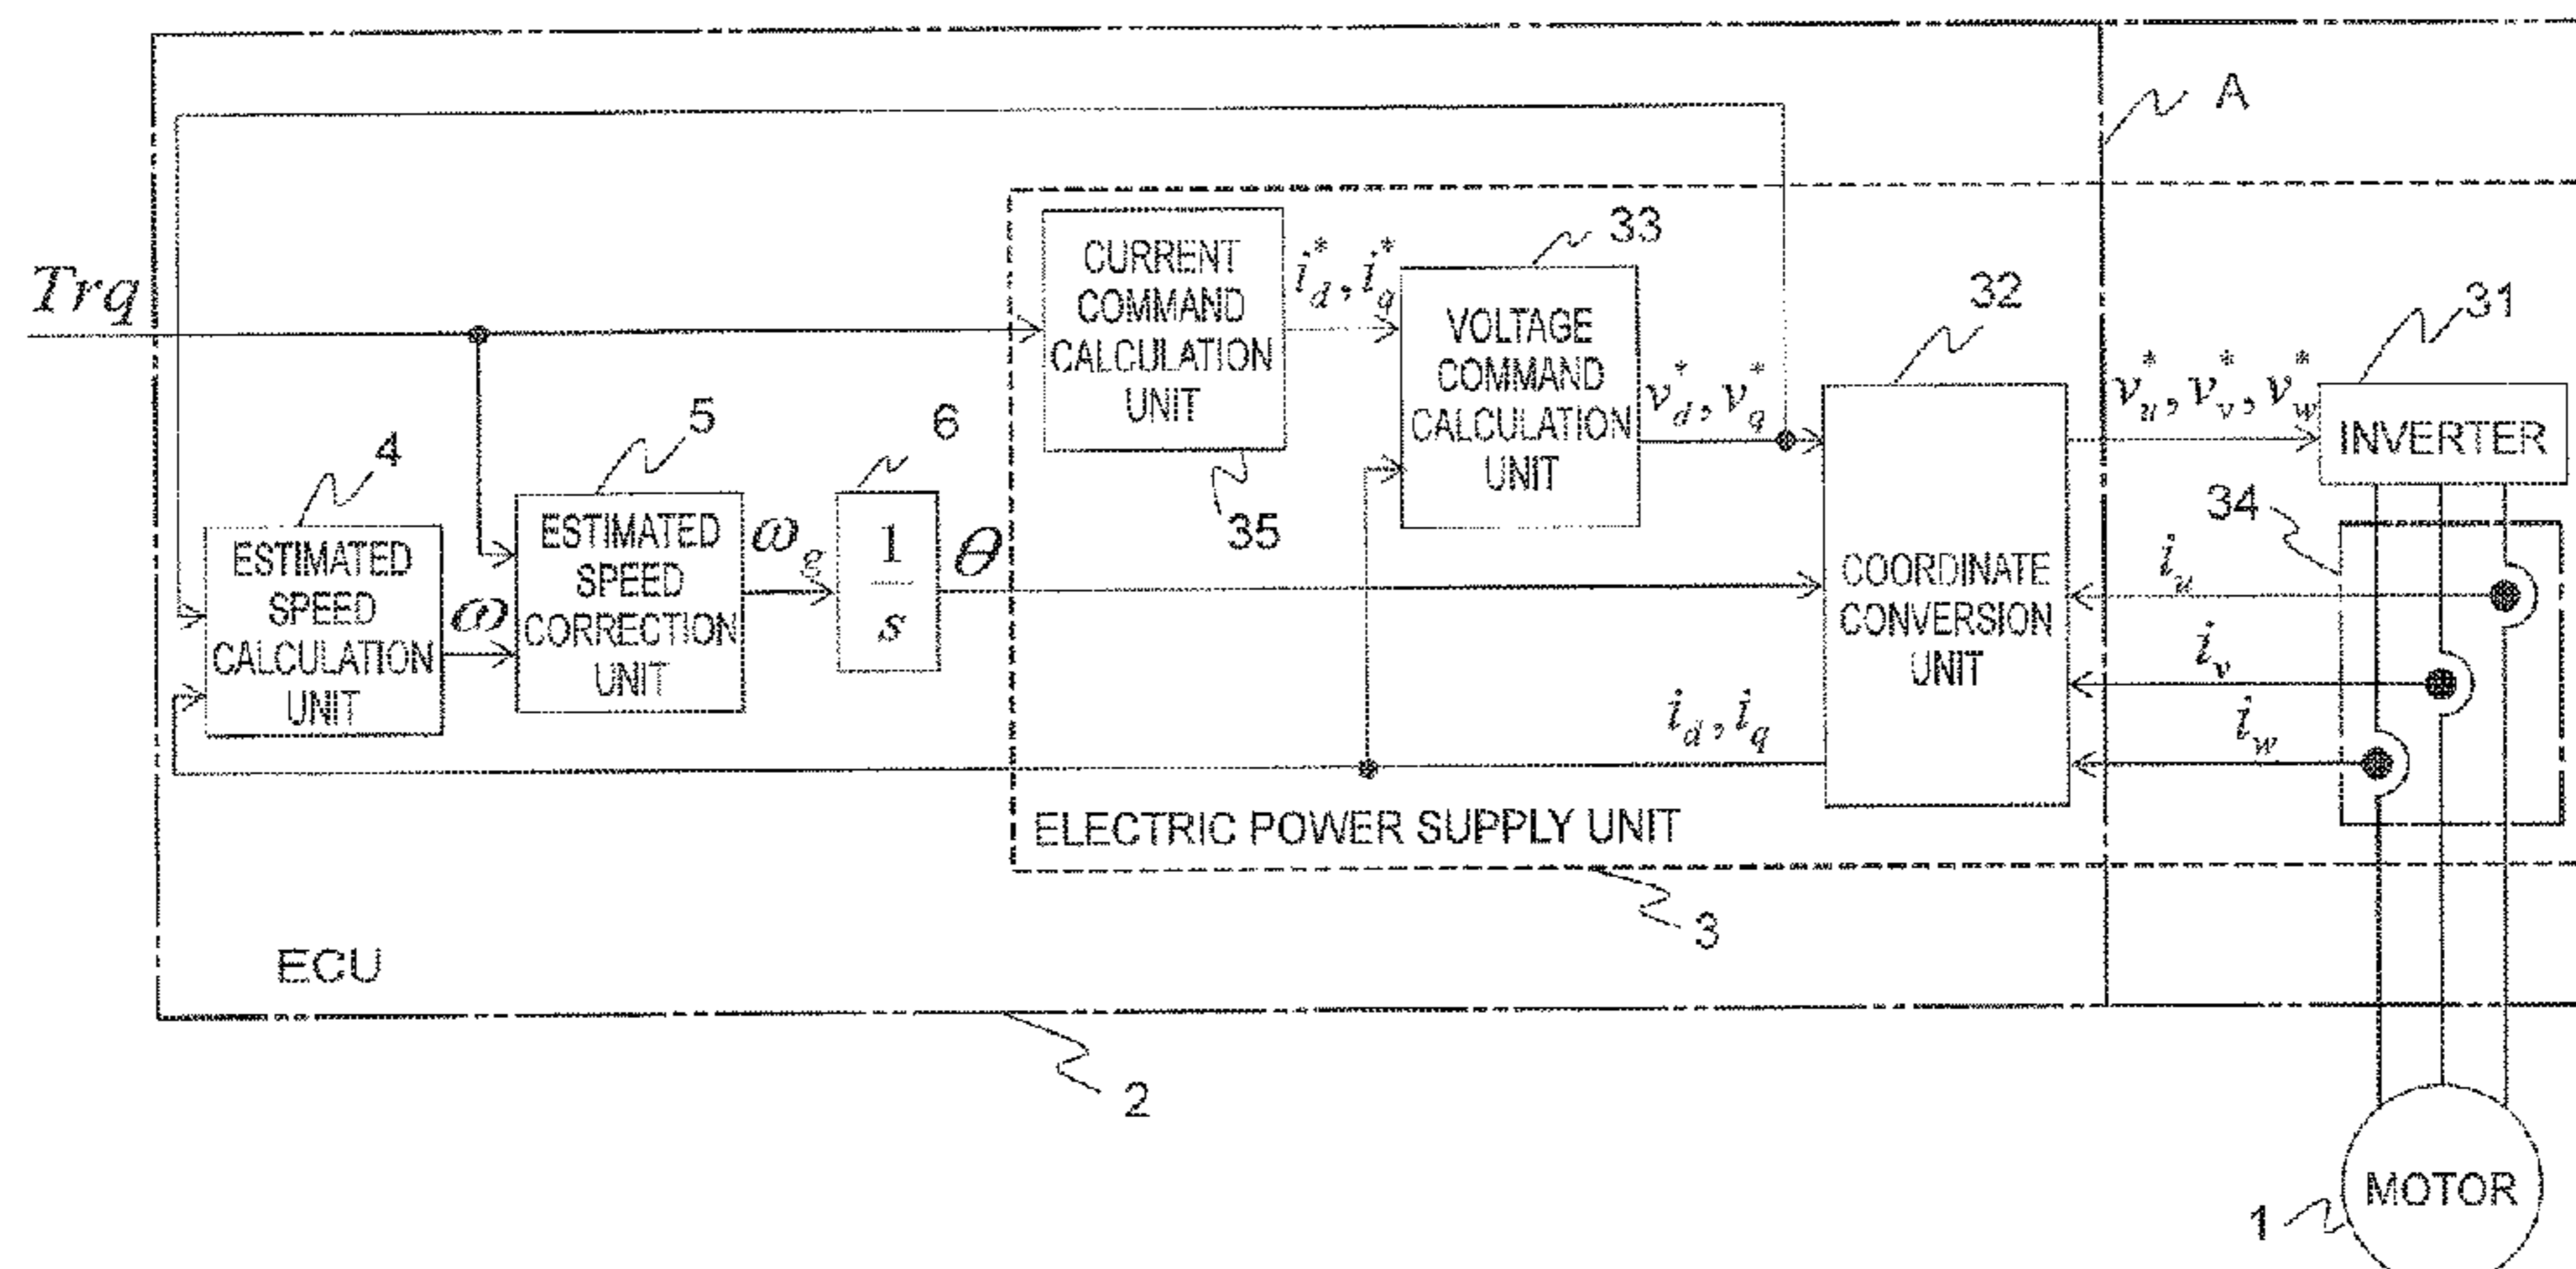 A
Trq
CURRENT
COMMAND
CALCULATION
UNIT
35
i*d, i*q
33
VOLTAGE
COMMAND
CALCULATION
UNIT
v*d, v*q
32
COORDINATE
CONVERSION
UNIT
v*u, v*v, v*w
31
INVERTER
34
iu
iv
iw
4
ESTIMATED
SPEED
CALCULATION
UNIT
ω
5
ESTIMATED
SPEED
CORRECTION
UNIT
6
1
s
θ
id, iq
ELECTRIC POWER SUPPLY UNIT
3
ECU
2
MOTOR
1